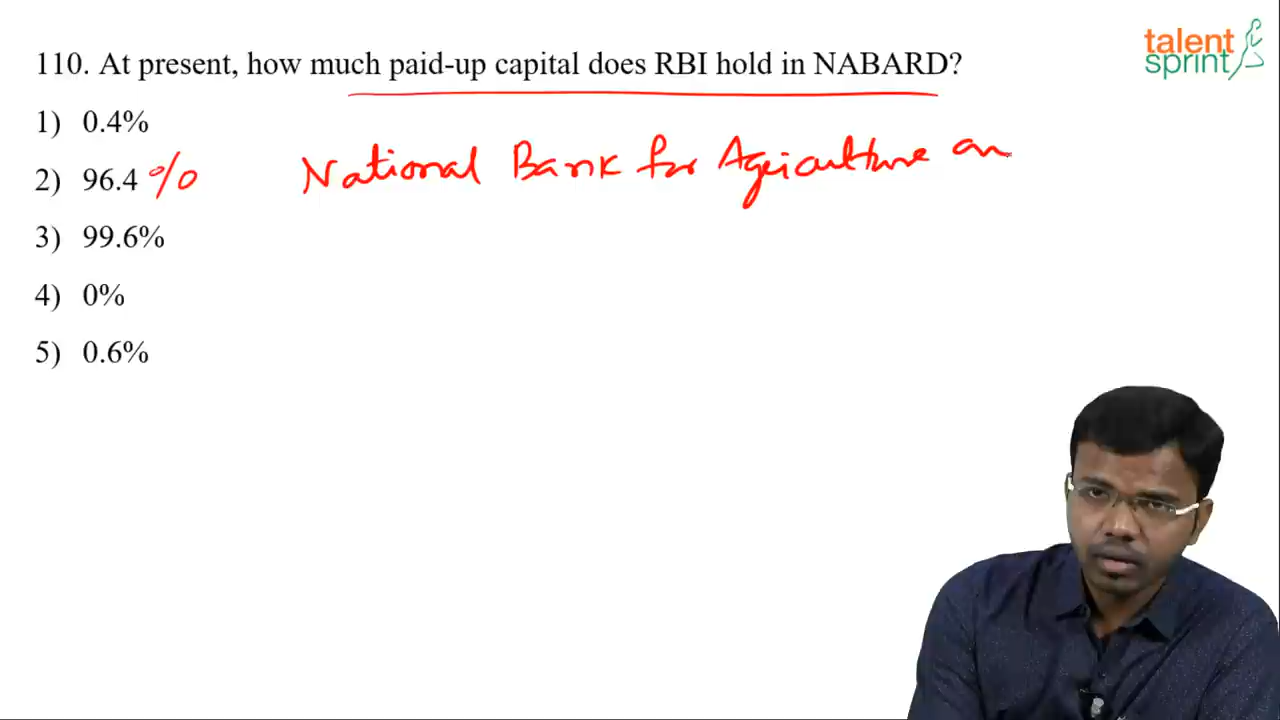 talent
sprint
110. At present, how much paid-up capital does RBI hold in NABARD?
1) 0.4%
2) 96.4 %
National Bank for Agriculture an
3) 99.6%
4) 0%
5) 0.6%